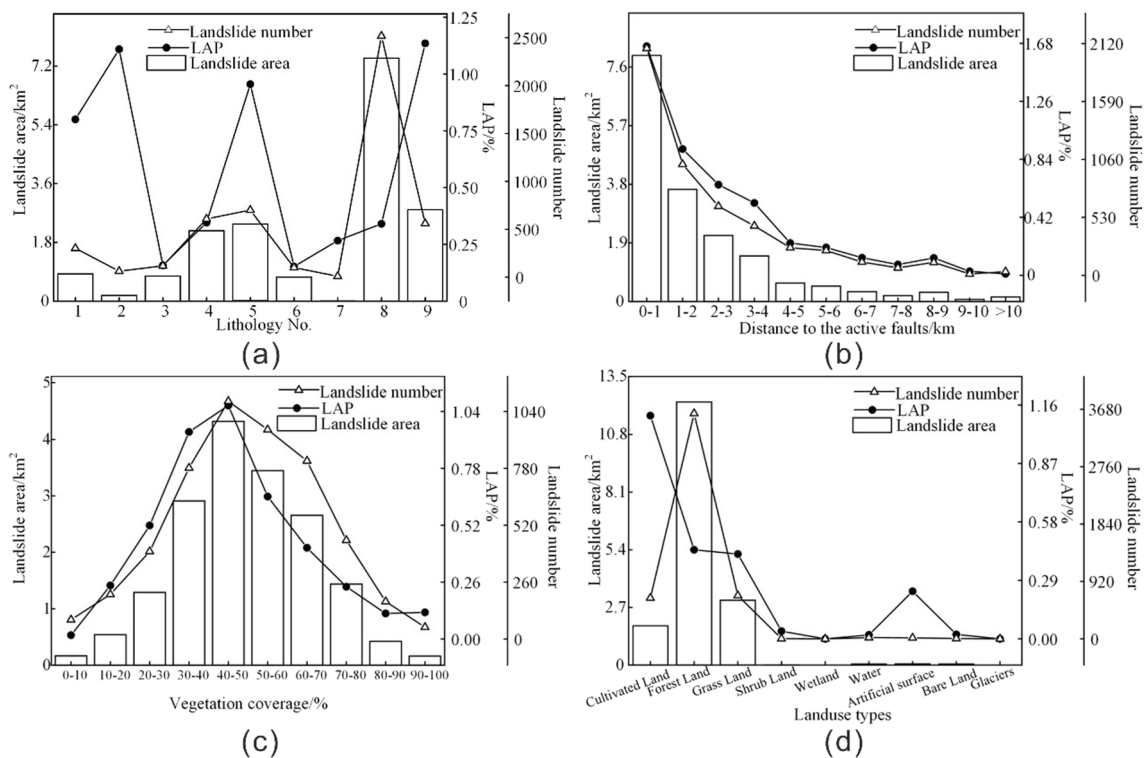 Landslide number
LAP
Landslide area
Landslide area/km²
7.2
5.4
3.6
1.8
0
1.25
1.00
0.75
0.50
0.25
0
LAP/%
2500
2000
1500
1000
500
0
Landslide number
1 2 3 4 5 6 7 8 9
Lithology No.
(a)
Landslide number
LAP
Landslide area
Landslide area/km²
7.6
5.7
3.8
1.9
0
1.68
1.26
0.84
0.42
0
LAP/%
2120
1590
1060
530
0
Landslide number
0-1 1-2 2-3 3-4 4-5 5-6 6-7 7-8 8-9 9-10 >10
Distance to the active faults/km
(b)
Landslide number
LAP
Landslide area
Landslide area/km²
5
4
3
2
1
0
1.04
0.78
0.52
0.26
0.00
LAP/%
1040
780
520
260
0
Landslide number
0-10 10-20 20-30 30-40 40-50 50-60 60-70 70-80 80-90 90-100
Vegetation coverage/%
(c)
Landslide number
LAP
Landslide area
Landslide area/km²
13.5
10.8
8.1
5.4
2.7
0
1.16
0.87
0.58
0.29
0.00
LAP/%
3680
2760
1840
920
0
Landslide number
Cultivated Land
Forest Land
Grass Land
Shrub Land
Wetland
Water
Artificial surface
Bare Land
Glaciers
Landuse types
(d)